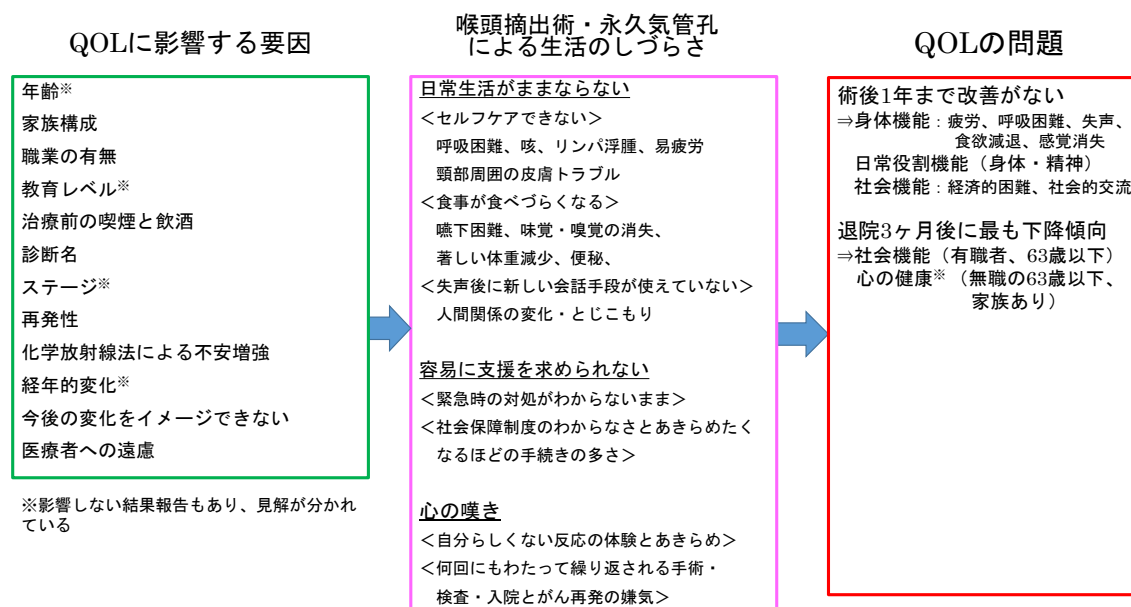 QOLに影響する要因
年齢※
家族構成
職業の有無
教育レベル※
治療前の喫煙と飲酒
診断名
ステージ※
再発性
化学放射線法による不安増強
経年的変化※
今後の変化をイメージできない
医療者への遠慮
※影響しない結果報告もあり、見解が分かれ
ている
喉頭摘出術・永久気管孔
による生活のしづらさ
日常生活がままならない
＜セルフケアできない＞
呼吸困難、咳、リンパ浮腫、易疲労
頸部周囲の皮膚トラブル
＜食事が食べづらくなる＞
嚥下困難、味覚・嗅覚の消失、
著しい体重減少、便秘、
＜失声後に新しい会話手段が使えていない＞
人間関係の変化・とじこもり
容易に支援を求められない
＜緊急時の対処がわからないまま＞
＜社会保障制度のわからなさとあきらめたく
なるほどの手続きの多さ＞
心の嘆き
＜自分らしくない反応の体験とあきらめ＞
＜何回にもわたって繰り返される手術・
検査・入院とがん再発の嫌気＞
QOLの問題
術後1年まで改善がない
⇒身体機能：疲労、呼吸困難、失声、
食欲減退、感覚消失
日常役割機能（身体・精神）
社会機能：経済的困難、社会的交流
退院3ヶ月後に最も下降傾向
⇒社会機能（有職者、63歳以下）
心の健康※（無職の63歳以下、
家族あり）